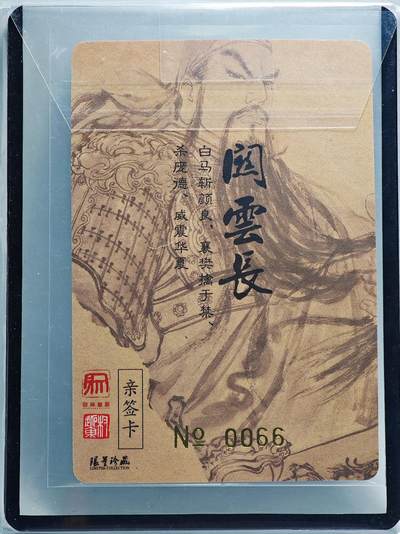 關雲長
白马斩颜良，襄樊擒于禁、
杀庞德、威震华夏
亲签卡
№ 0066